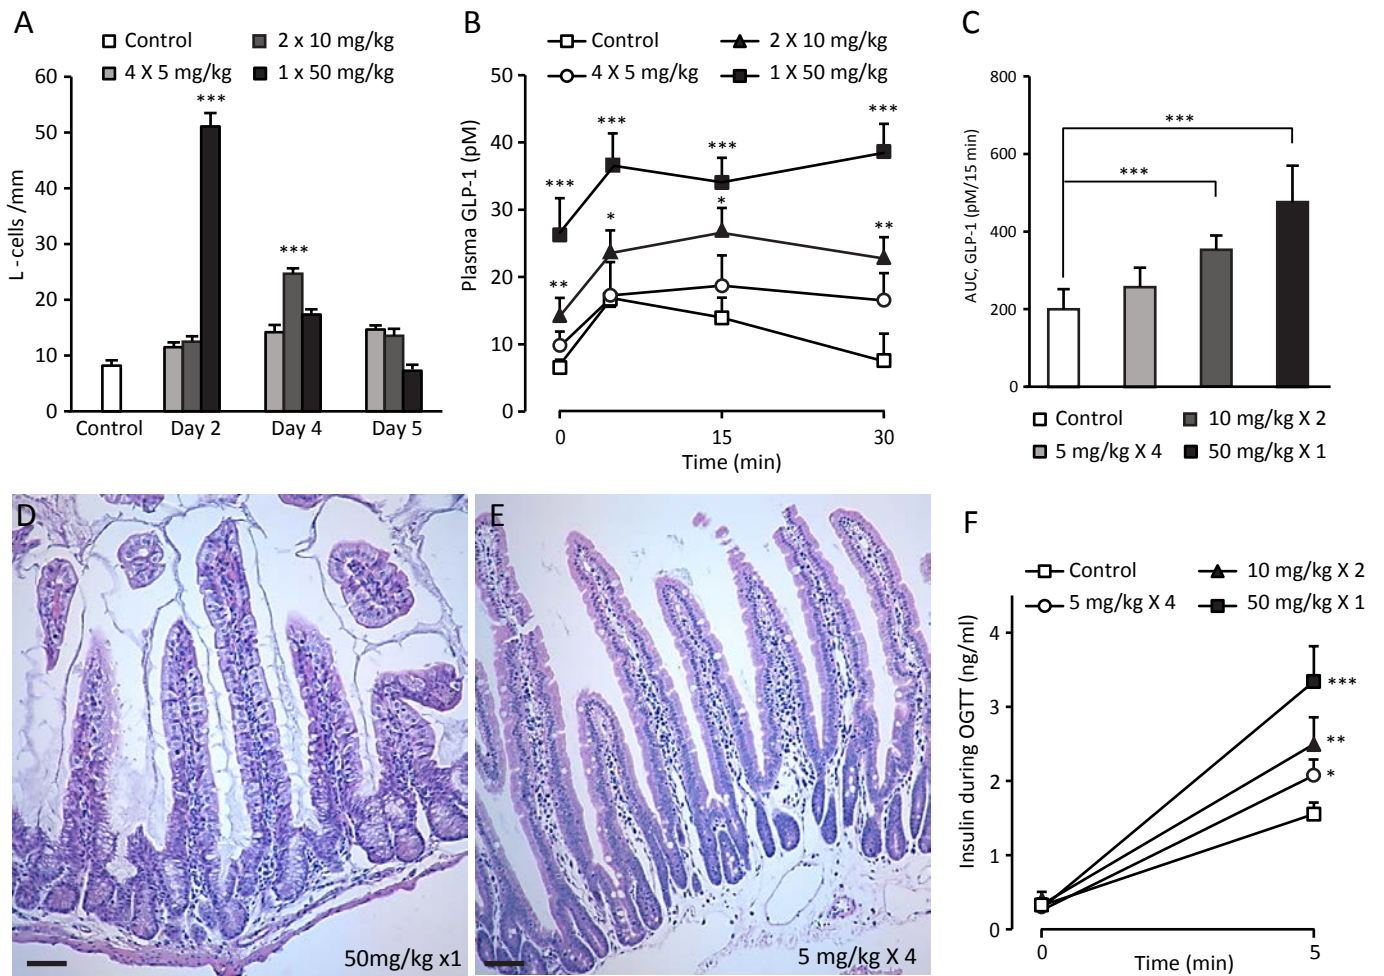 A
Control
2 x 10 mg/kg
4 X 5 mg/kg
1 x 50 mg/kg
L -cells /mm
60
50
40
30
20
10
0
***
***
Control
Day 2
Day 4
Day 5
B
Control
2 X 10 mg/kg
4 X 5 mg/kg
1 X 50 mg/kg
Plasma GLP-1 (pM)
50
40
30
20
10
0
***
***
***
***
**
*
*
**
0
15
30
Time (min)
C
AUC, GLP-1 (pM/15 min)
800
600
400
200
0
***
***
Control
10 mg/kg X 2
5 mg/kg X 4
50 mg/kg X 1
D
50mg/kg x1
E
5 mg/kg X 4
F
Control
10 mg/kg X 2
5 mg/kg X 4
50 mg/kg X 1
Insulin during OGTT (ng/ml)
4
3
2
1
0
***
**
*
0
5
Time (min)